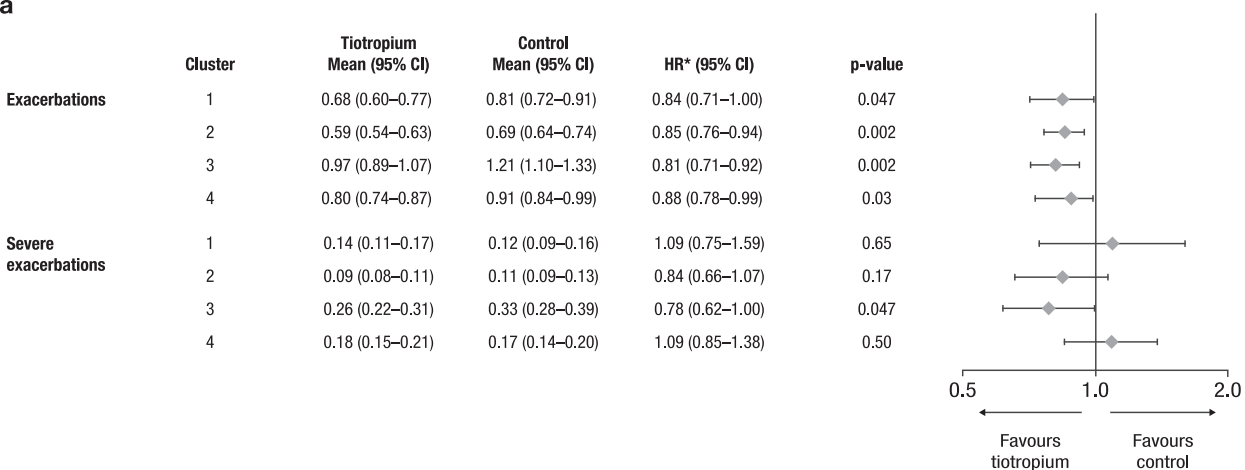 a
Tiotropium Control
Cluster Mean (95% CI) Mean (95% CI) HR* (95% CI) p-value
Exacerbations 1 0.68 (0.60–0.77) 0.81 (0.72–0.91) 0.84 (0.71–1.00) 0.047
2 0.59 (0.54–0.63) 0.69 (0.64–0.74) 0.85 (0.76–0.94) 0.002
3 0.97 (0.89–1.07) 1.21 (1.10–1.33) 0.81 (0.71–0.92) 0.002
4 0.80 (0.74–0.87) 0.91 (0.84–0.99) 0.88 (0.78–0.99) 0.03
Severe 1 0.14 (0.11–0.17) 0.12 (0.09–0.16) 1.09 (0.75–1.59) 0.65
exacerbations
2 0.09 (0.08–0.11) 0.11 (0.09–0.13) 0.84 (0.66–1.07) 0.17
3 0.26 (0.22–0.31) 0.33 (0.28–0.39) 0.78 (0.62–1.00) 0.047
4 0.18 (0.15–0.21) 0.17 (0.14–0.20) 1.09 (0.85–1.38) 0.50
0.5 1.0 2.0
Favours Favours
tiotropium control